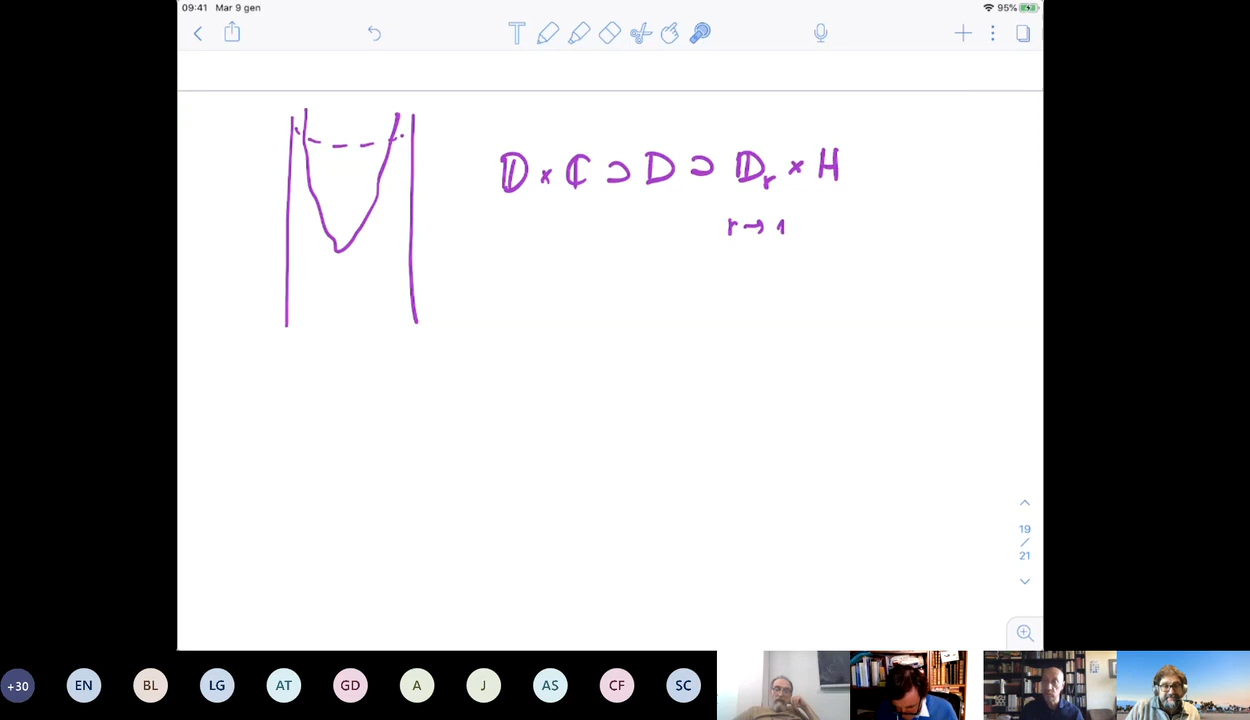 09:41 Mar 9 gen 95%
T
𝔻 × ℂ ⊃ D ⊃ 𝔻r × H
r → 1
19
/
21
+30 EN BL LG AT GD A J AS CF SC